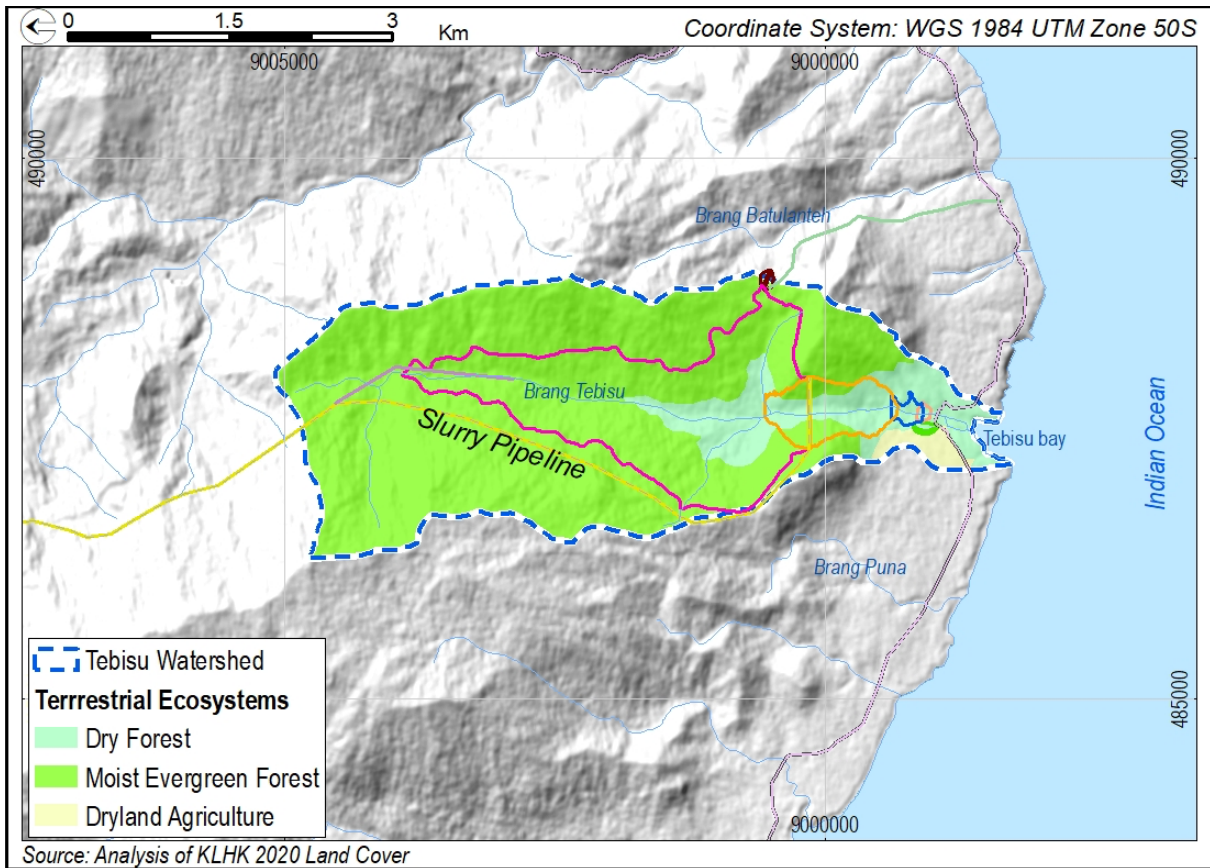 0 1.5 3
Km
Coordinate System: WGS 1984 UTM Zone 50S
9005000 9000000
490000 490000
Brang Batulanteh
Brang Tebisu
Slurry Pipeline
Tebisu bay
Indian Ocean
Brang Puna
485000
9000000
Tebisu Watershed
Terrrestrial Ecosystems
Dry Forest
Moist Evergreen Forest
Dryland Agriculture
Source: Analysis of KLHK 2020 Land Cover